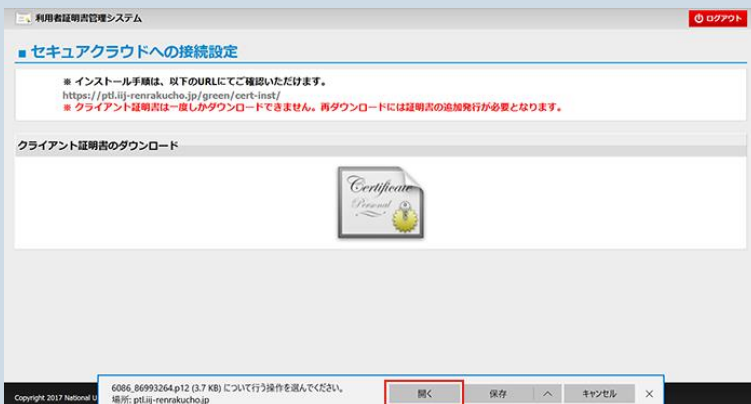 利用者証明書管理システム
ログアウト
■ セキュアクラウドへの接続設定
※ インストール手順は、以下のURLにてご確認いただけます。
https://ptl.iij-renrakucho.jp/green/cert-inst/
※ クライアント証明書は一度しかダウンロードできません。再ダウンロードには証明書の追加発行が必要となります。
クライアント証明書のダウンロード
Certificate
Personal
6086_86993264.p12 (3.7 KB) について行う操作を選んでください。
場所: ptl.iij-renrakucho.jp
開く
保存
キャンセル
Copyright 2017 National U